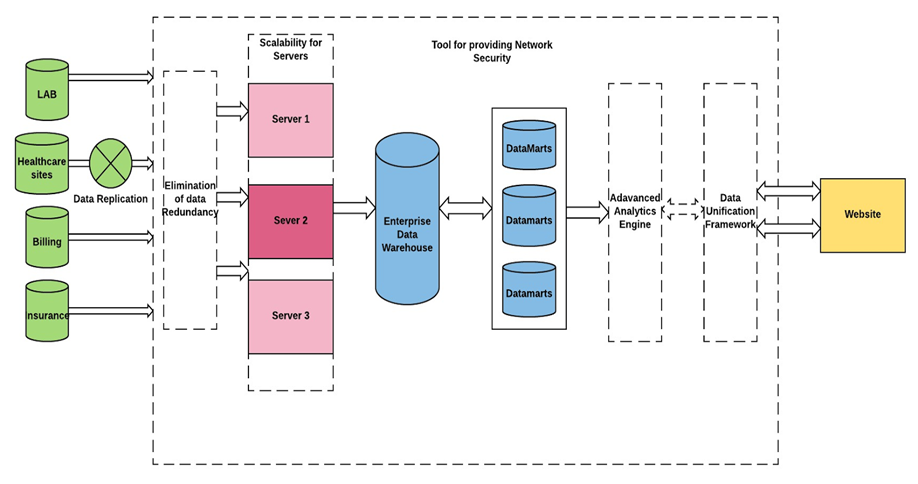 LAB
Healthcare
sites
Data Replication
Billing
Insurance
Elimination
of data
Redundancy
Scalability for
Servers
Server 1
Sever 2
Server 3
Tool for providing Network
Security
Enterprise
Data
Warehouse
DataMarts
Datamarts
Datamarts
Adavanced
Analytics
Engine
Data
Unification
Framework
Website